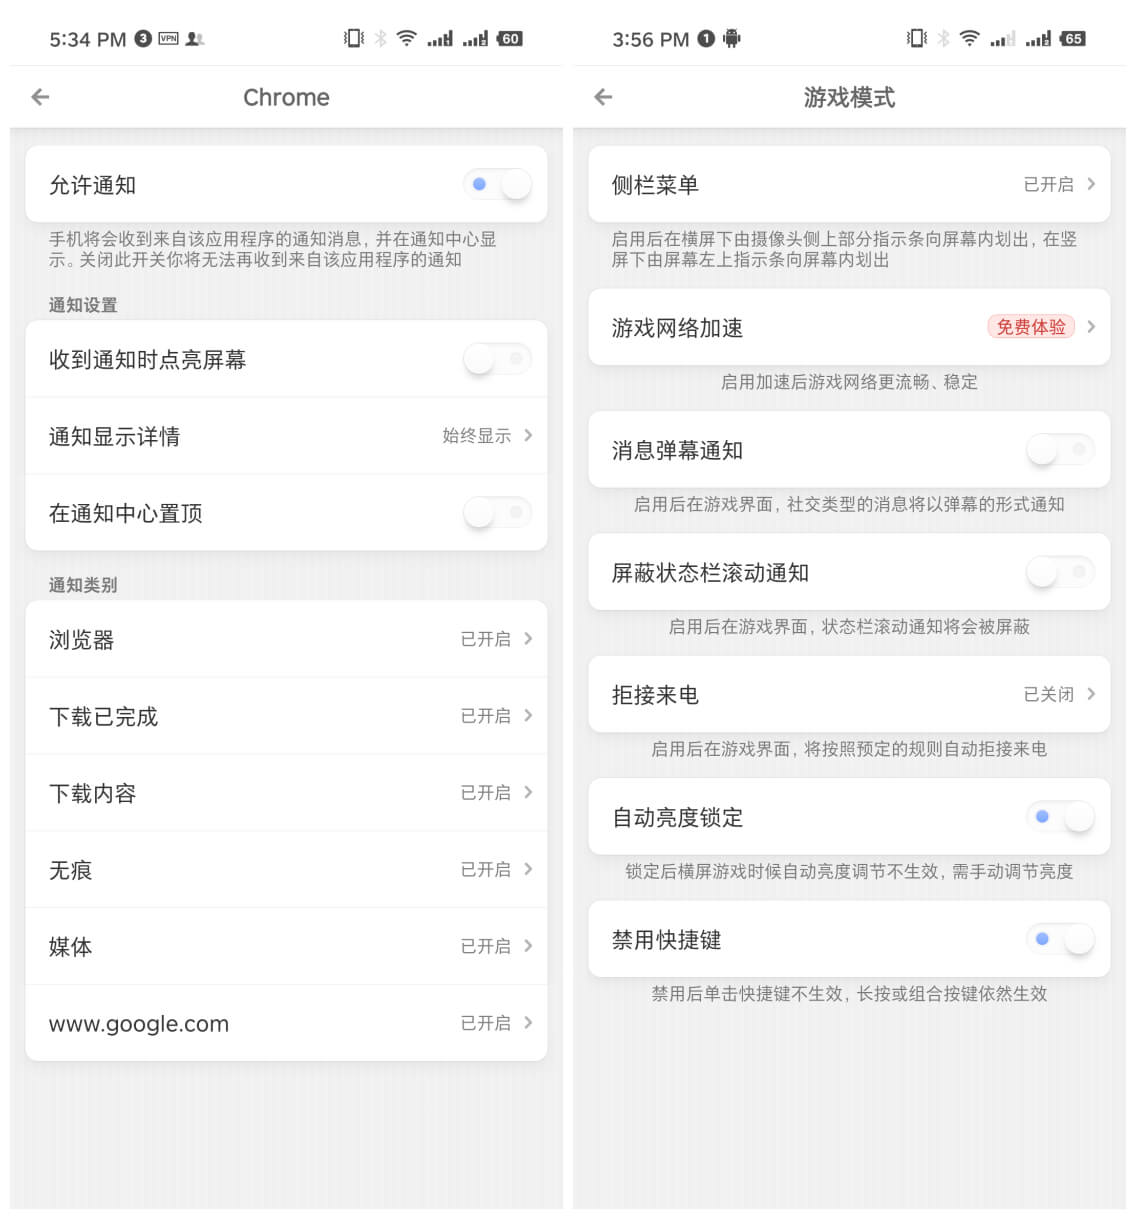 5:34 PM 3 VPN 60
Chrome
允许通知
手机将会收到来自该应用程序的通知消息, 并在通知中心显
示。关闭此开关你将无法再收到来自该应用程序的通知
通知设置
收到通知时点亮屏幕
通知显示详情 始终显示
在通知中心置顶
通知类别
浏览器 已开启
下载已完成 已开启
下载内容 已开启
无痕 已开启
媒体 已开启
www.google.com 已开启
3:56 PM 1 65
游戏模式
侧栏菜单 已开启
启用后在横屏下由摄像头侧上部分指示条向屏幕内划出, 在竖
屏下由屏幕左上指示条向屏幕内划出
游戏网络加速 免费体验
启用加速后游戏网络更流畅、稳定
消息弹幕通知
启用后在游戏界面, 社交类型的消息将以弹幕的形式通知
屏蔽状态栏滚动通知
启用后在游戏界面, 状态栏滚动通知将会被屏蔽
拒接来电 已关闭
启用后在游戏界面, 将按照预定的规则自动拒接来电
自动亮度锁定
锁定后横屏游戏时候自动亮度调节不生效, 需手动调节亮度
禁用快捷键
禁用后单击快捷键不生效, 长按或组合按键依然生效